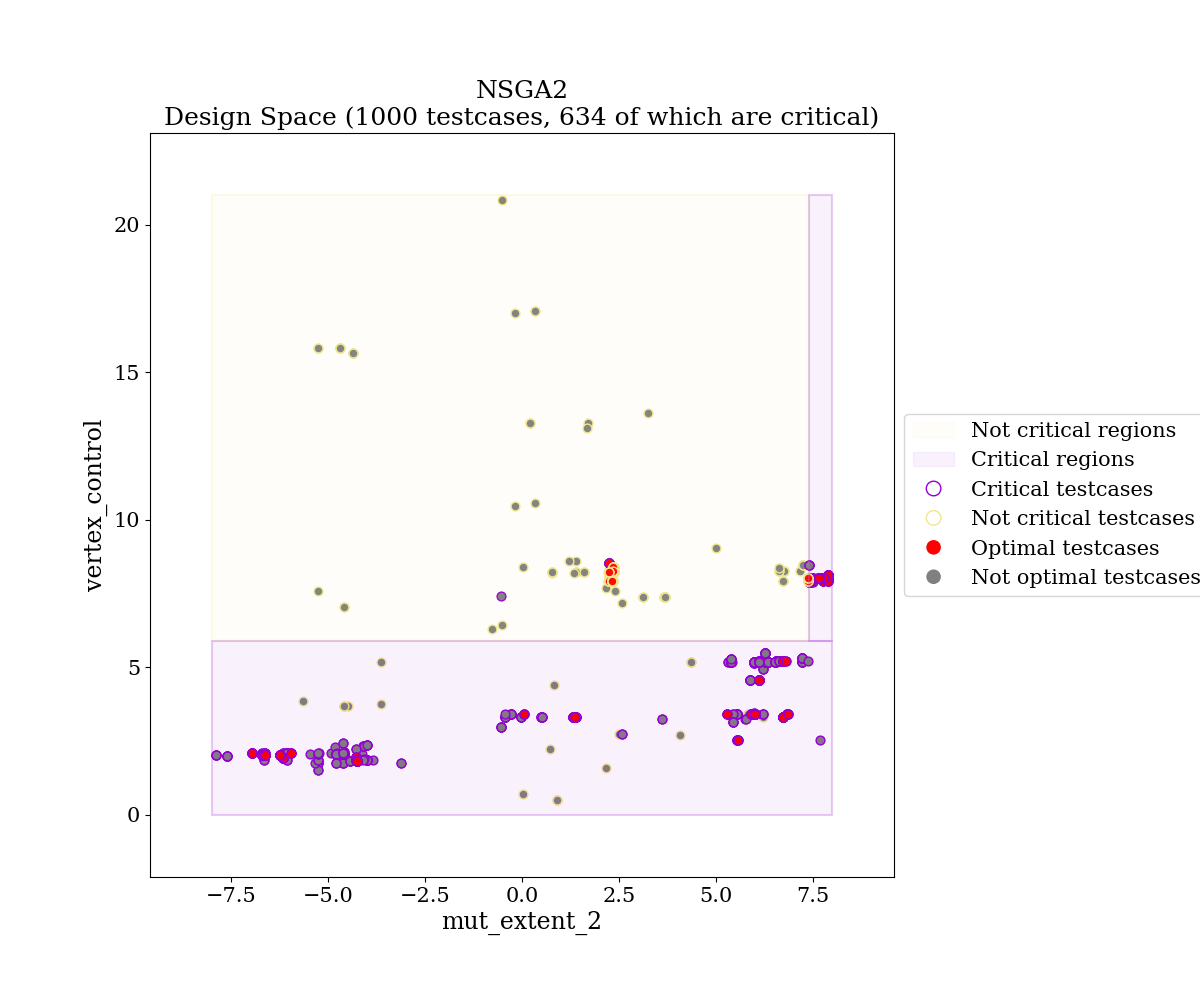 NSGA2
Design Space (1000 testcases, 634 of which are critical)
20
15
10
5
0
vertex_control
−7.5
−5.0
−2.5
0.0
2.5
5.0
7.5
mut_extent_2
Not critical regions
Critical regions
Critical testcases
Not critical testcases
Optimal testcases
Not optimal testcases